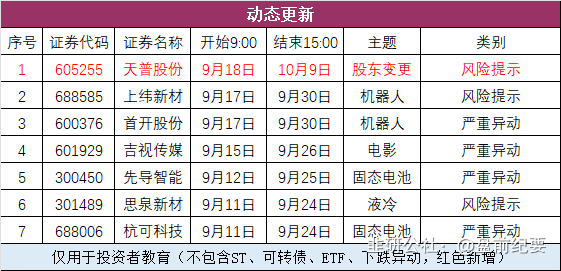 动态更新
序号 证券代码 证券名称 开始9:00 结束15:00 主题 类别
1 605255 天普股份 9月18日 10月9日 股东变更 风险提示
2 688585 上纬新材 9月17日 9月30日 机器人 风险提示
3 600376 首开股份 9月17日 9月30日 机器人 严重异动
4 601929 吉视传媒 9月15日 9月26日 电影 严重异动
5 300450 先导智能 9月12日 9月25日 固态电池 严重异动
6 301489 思泉新材 9月11日 9月24日 液冷 严重异动
7 688006 杭可科技 9月11日 9月24日 固态电池 严重异动
韭研公社：@盘前纪要
仅用于投资者教育（不包含ST、可转债、ETF、下跌异动，红色新增）